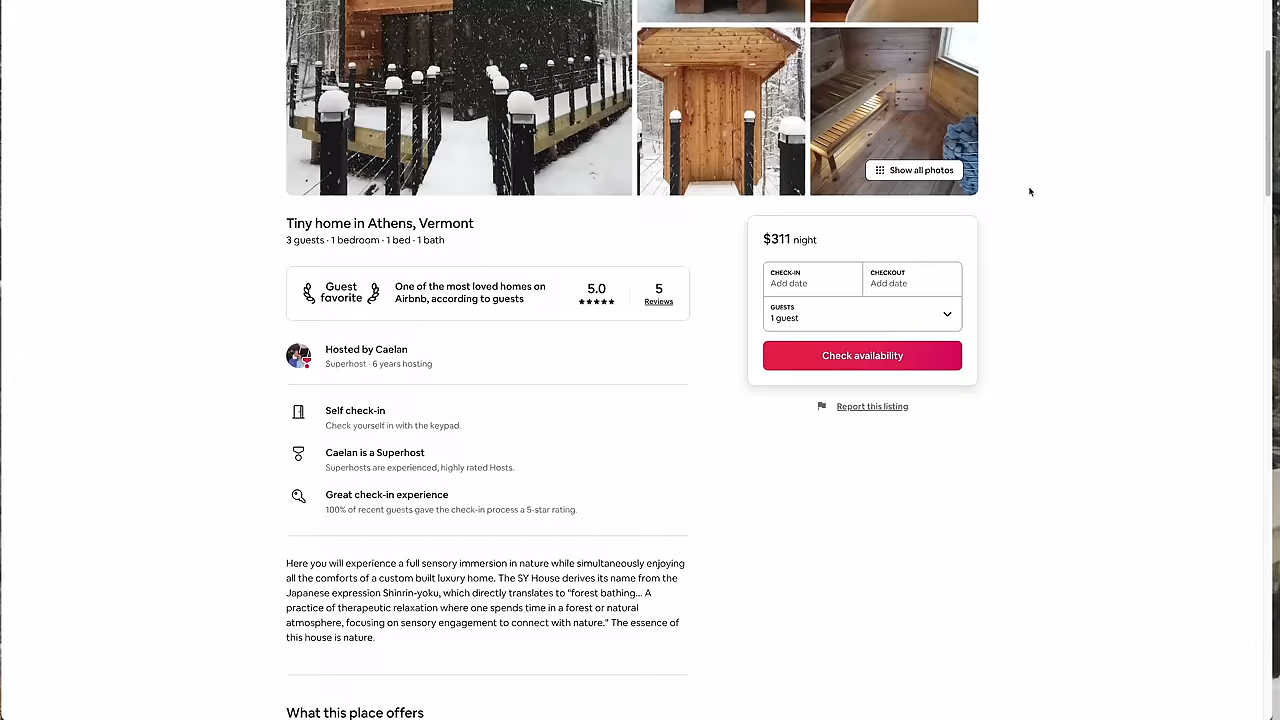 Show all photos
Tiny home in Athens, Vermont
3 guests · 1 bedroom · 1 bed · 1 bath
Guest favorite
One of the most loved homes on
Airbnb, according to guests
5.0
5
Reviews
Hosted by Caelan
Superhost · 6 years hosting
Self check-in
Check yourself in with the keypad.
Caelan is a Superhost
Superhosts are experienced, highly rated Hosts.
Great check-in experience
100% of recent guests gave the check-in process a 5-star rating.
Here you will experience a full sensory immersion in nature while simultaneously enjoying
all the comforts of a custom built luxury home. The SY House derives its name from the
Japanese expression Shinrin-yoku, which directly translates to "forest bathing... A
practice of therapeutic relaxation where one spends time in a forest or natural
atmosphere, focusing on sensory engagement to connect with nature." The essence of
this house is nature.
What this place offers
$311 night
CHECK-IN
Add date
CHECKOUT
Add date
GUESTS
1 guest
Check availability
Report this listing